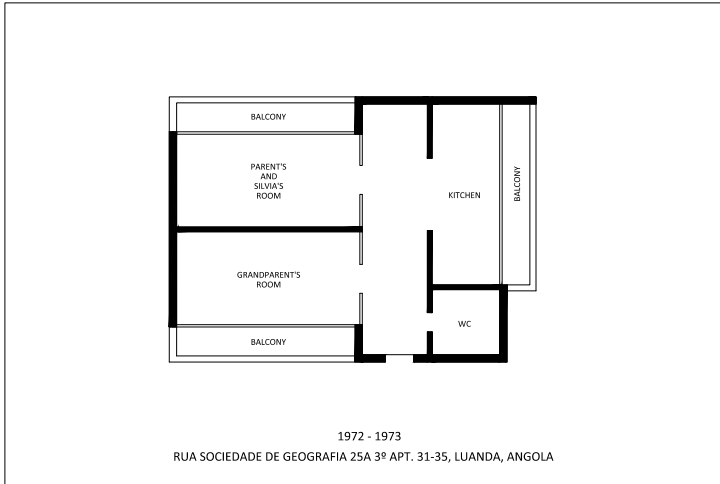 BALCONY
PARENT'S
AND
SILVIA'S
ROOM
KITCHEN
BALCONY
GRANDPARENT'S
ROOM
WC
BALCONY
1972 - 1973
RUA SOCIEDADE DE GEOGRAFIA 25A 3º APT. 31-35, LUANDA, ANGOLA